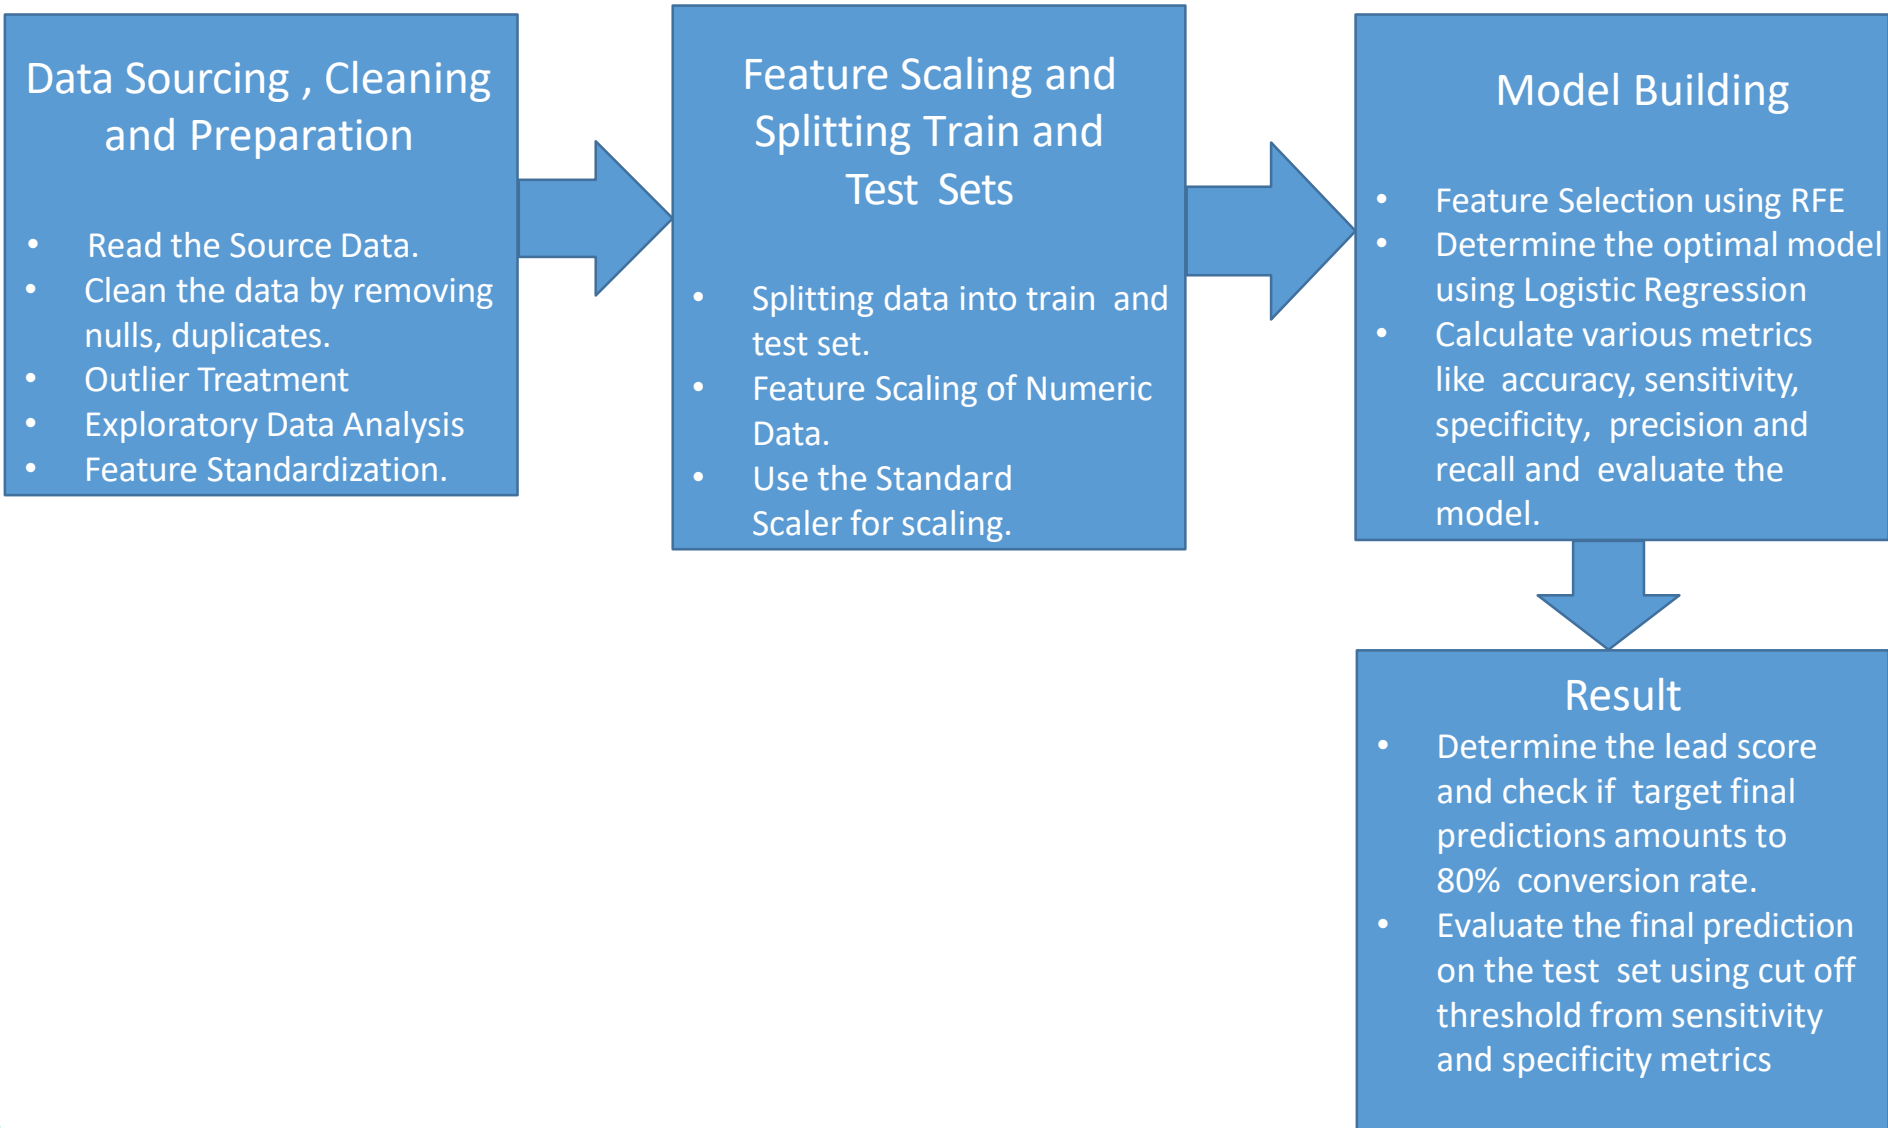 Data Sourcing , Cleaning
and Preparation
• Read the Source Data.
• Clean the data by removing
nulls, duplicates.
• Outlier Treatment
• Exploratory Data Analysis
• Feature Standardization.
Feature Scaling and
Splitting Train and
Test Sets
• Splitting data into train and
test set.
• Feature Scaling of Numeric
Data.
• Use the Standard
Scaler for scaling.
Model Building
• Feature Selection using RFE
• Determine the optimal model
using Logistic Regression
• Calculate various metrics
like accuracy, sensitivity,
specificity, precision and
recall and evaluate the
model.
Result
• Determine the lead score
and check if target final
predictions amounts to
80% conversion rate.
• Evaluate the final prediction
on the test set using cut off
threshold from sensitivity
and specificity metrics